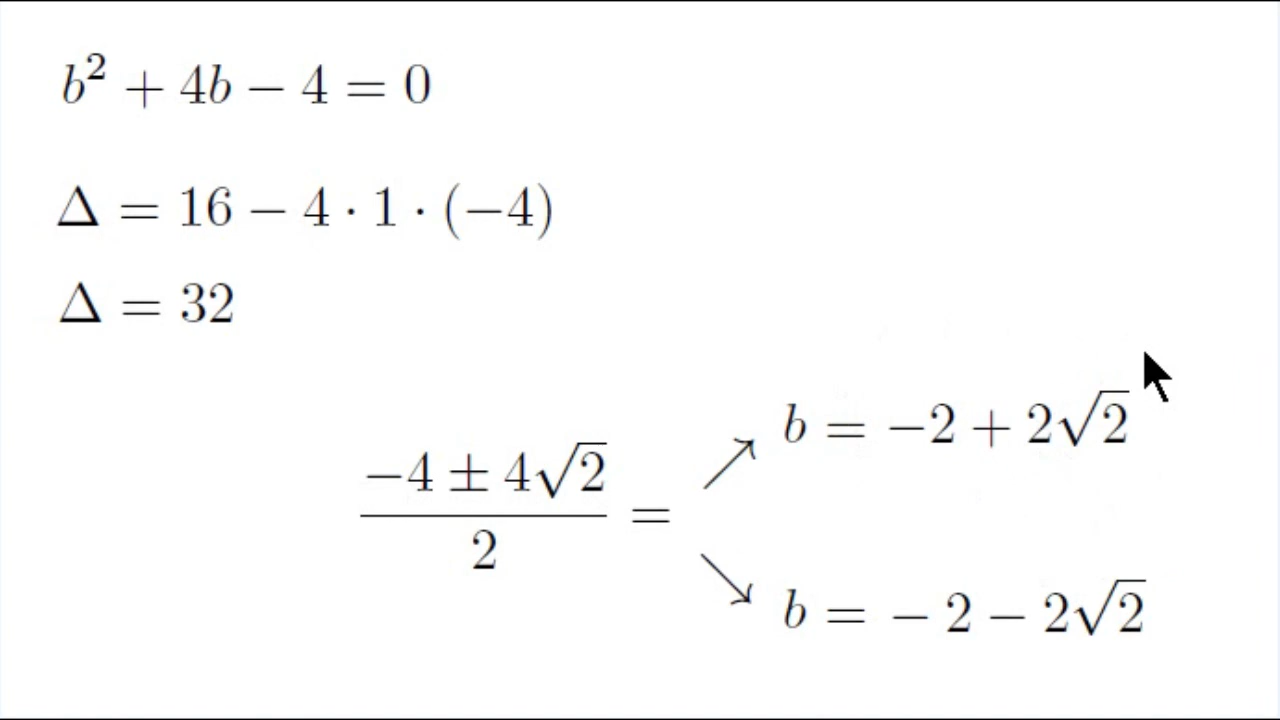 b² + 4b − 4 = 0
Δ = 16 − 4 · 1 · (−4)
Δ = 32
b = −2 + 2√2
−4 ± 4√2
2
=
b = − 2 − 2√2